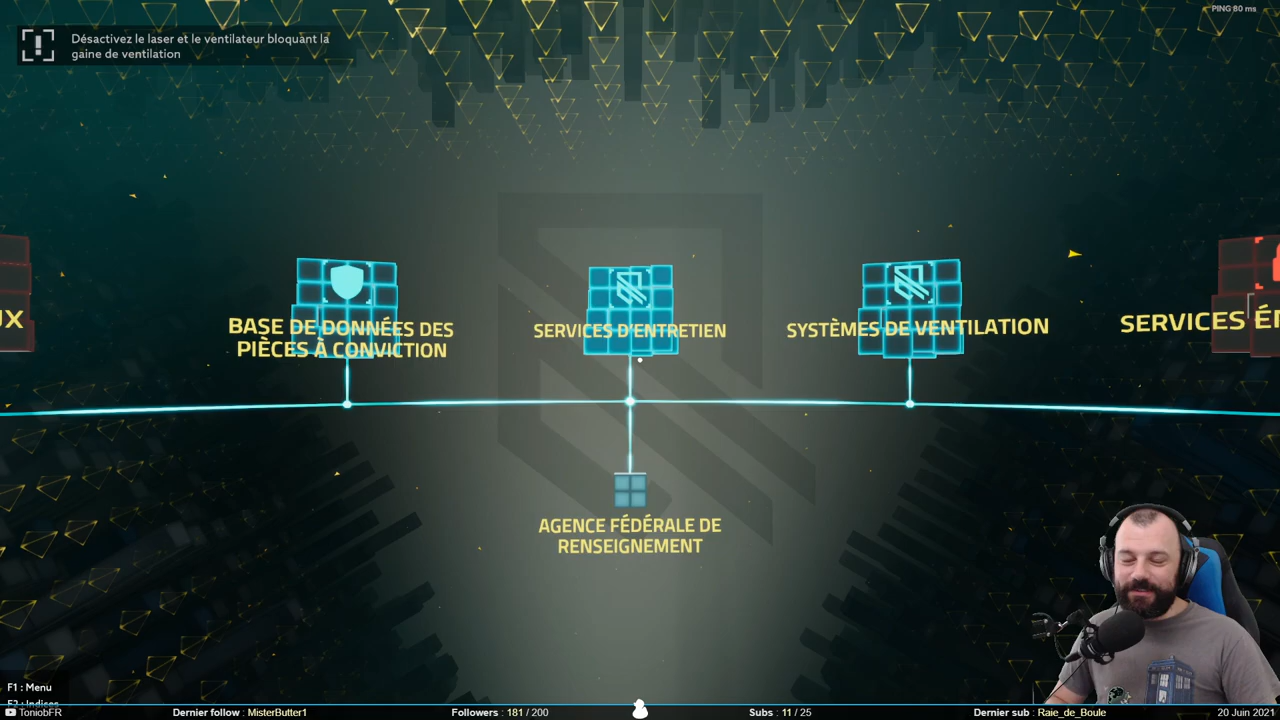 PING 80 ms
Désactivez le laser et le ventilateur bloquant la
gaine de ventilation
UX
BASE DE DONNÉES DES
PIÈCES À CONVICTION
SERVICES D'ENTRETIEN
SYSTÈMES DE VENTILATION
SERVICES ÉN
AGENCE FÉDÉRALE DE
RENSEIGNEMENT
F1 : Menu
F2 : Indices
ToniobFR
Dernier follow : MisterButter1
Followers : 181 / 200
Subs : 11 / 25
Dernier sub : Raie_de_Boule
20 Juin 2021